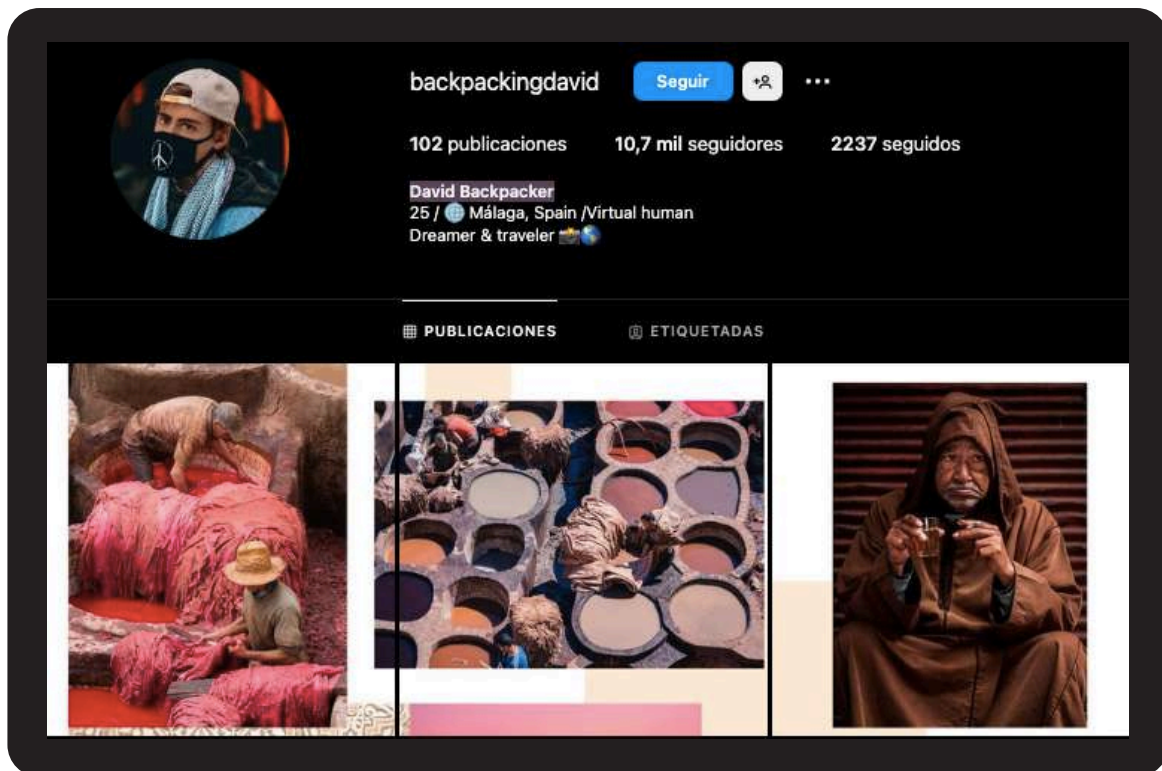 backpackingdavid Seguir
102 publicaciones 10,7 mil seguidores 2237 seguidos
David Backpacker
25 / 🌐 Málaga, Spain /Virtual human
Dreamer & traveler 📸🌎
PUBLICACIONES ETIQUETADAS